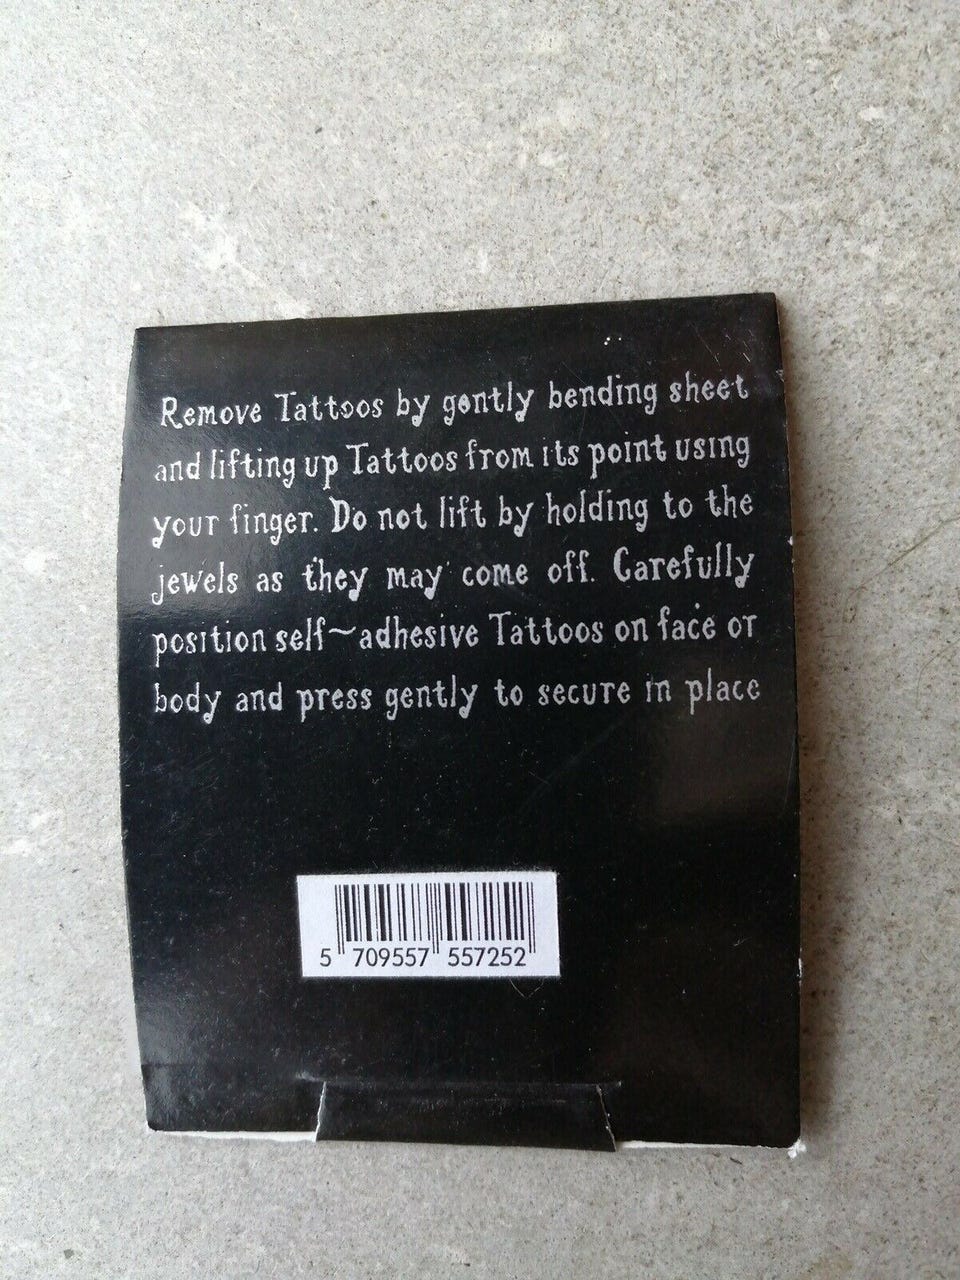 Remove Tattoos by gently bending sheet
and lifting up Tattoos from its point using
your finger. Do not lift by holding to the
jewels as they may come off. Carefully
position self~adhesive Tattoos on face or
body and press gently to secure in place
5 709557 557252